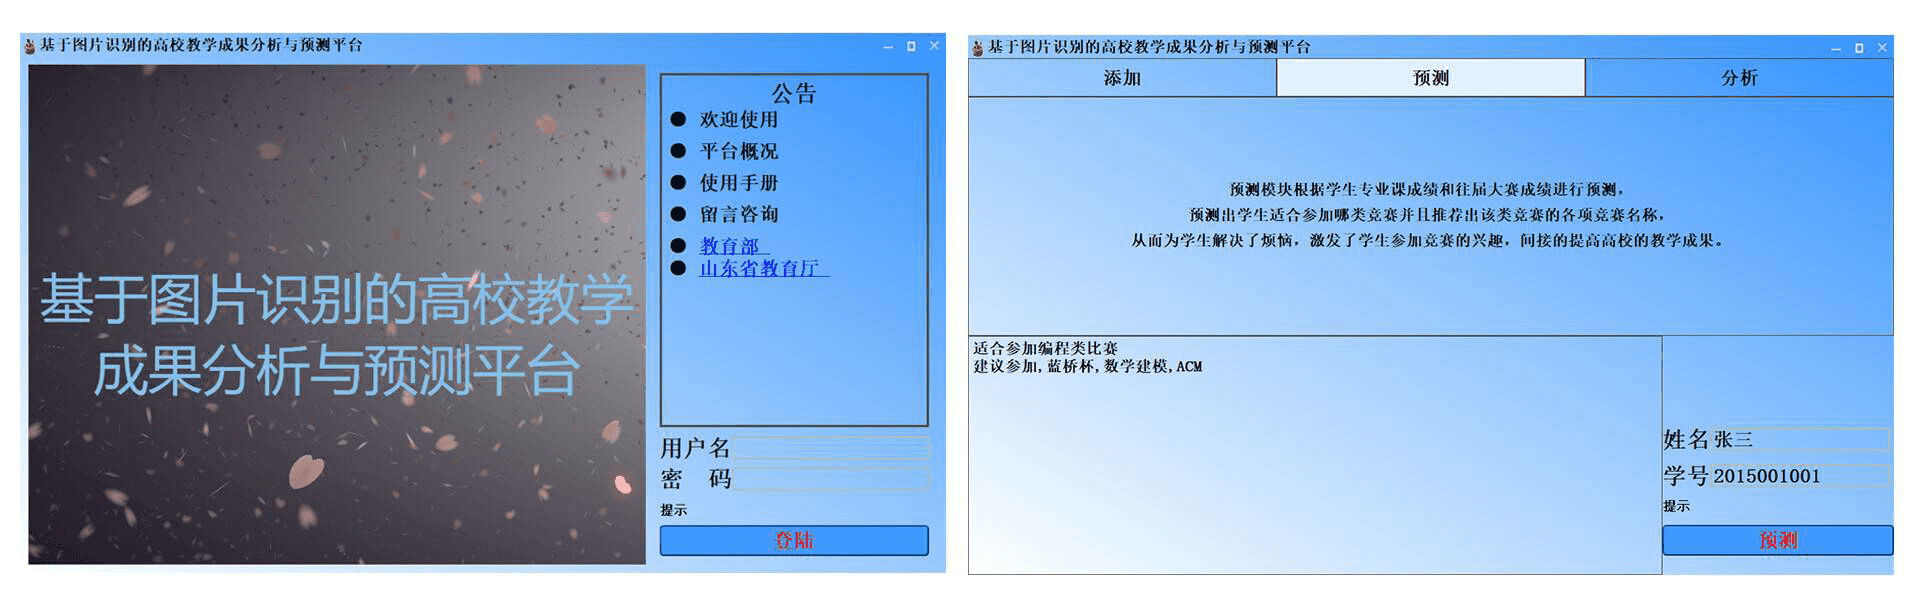 基于图片识别的高校教学成果分析与预测平台
基于图片识别的高校教学
成果分析与预测平台
公告
● 欢迎使用
● 平台概况
● 使用手册
● 留言咨询
● 教育部
● 山东省教育厅
用户名
密 码
提示
登陆
基于图片识别的高校教学成果分析与预测平台
添加 预测 分析
预测模块根据学生专业课成绩和往届大赛成绩进行预测，
预测出学生适合参加哪类竞赛并且推荐出该类竞赛的各项竞赛名称，
从而为学生解决了烦恼，激发了学生参加竞赛的兴趣，间接的提高高校的教学成果。
适合参加编程类比赛
建议参加,蓝桥杯,数学建模,ACM
姓名 张三
学号 2015001001
提示
预测